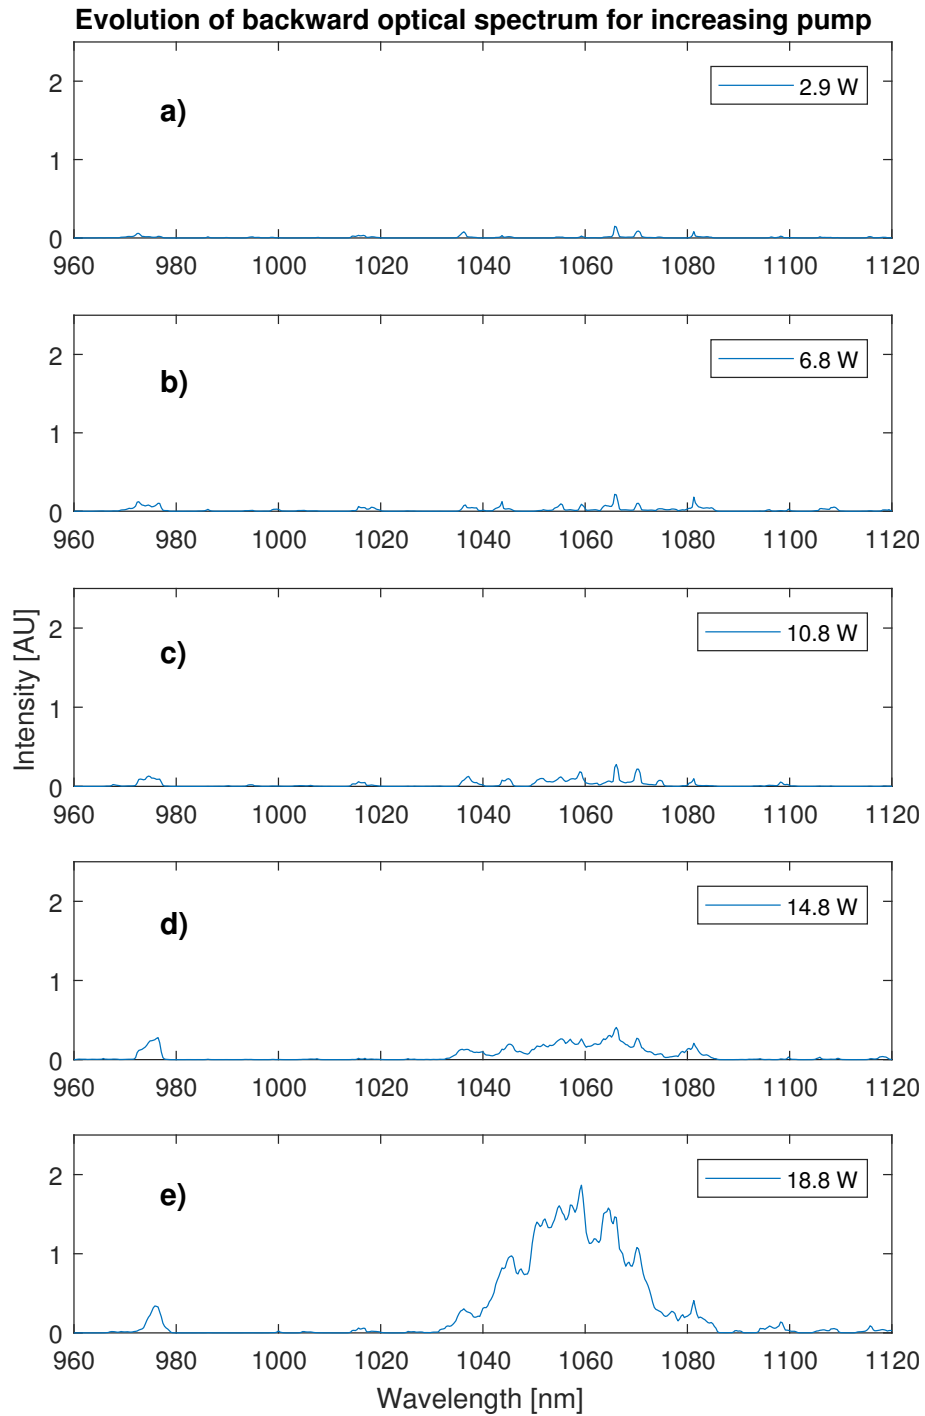 Evolution of backward optical spectrum for increasing pump
2
1
0
a)
2.9 W
960 980 1000 1020 1040 1060 1080 1100 1120
2
1
0
b)
6.8 W
960 980 1000 1020 1040 1060 1080 1100 1120
Intensity [AU]
2
1
0
c)
10.8 W
960 980 1000 1020 1040 1060 1080 1100 1120
2
1
0
d)
14.8 W
960 980 1000 1020 1040 1060 1080 1100 1120
2
1
0
e)
18.8 W
960 980 1000 1020 1040 1060 1080 1100 1120
Wavelength [nm]